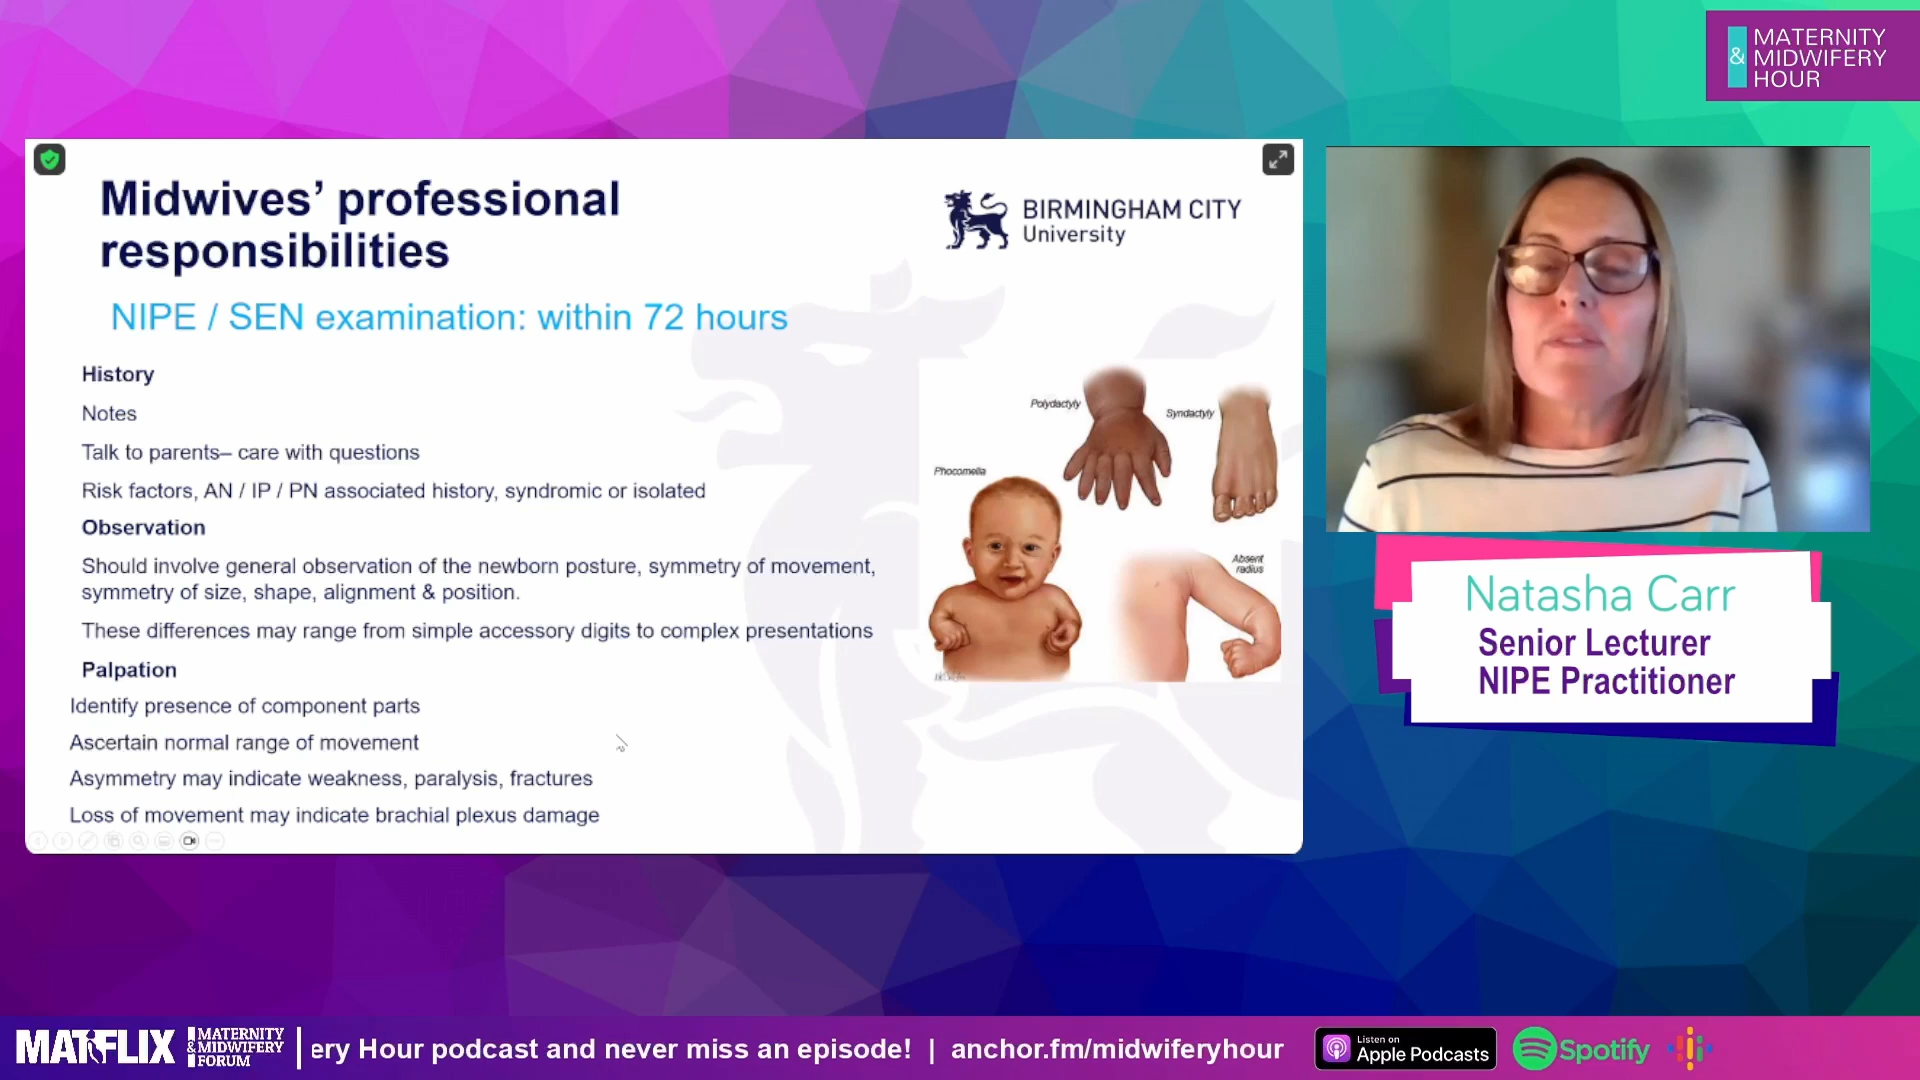 MATERNITY
& MIDWIFERY
HOUR
Midwives’ professional
responsibilities
BIRMINGHAM CITY
University
NIPE / SEN examination: within 72 hours
History
Notes
Talk to parents– care with questions
Risk factors, AN / IP / PN associated history, syndromic or isolated
Observation
Should involve general observation of the newborn posture, symmetry of movement,
symmetry of size, shape, alignment & position.
These differences may range from simple accessory digits to complex presentations
Palpation
Identify presence of component parts
Ascertain normal range of movement
Asymmetry may indicate weakness, paralysis, fractures
Loss of movement may indicate brachial plexus damage
Polydactyly
Syndactyly
Phocomelia
Absent
radius
Natasha Carr
Senior Lecturer
NIPE Practitioner
MATFLIX
MATERNITY
& MIDWIFERY
FORUM
ery Hour podcast and never miss an episode! | anchor.fm/midwiferyhour
Listen on
Apple Podcasts
Spotify